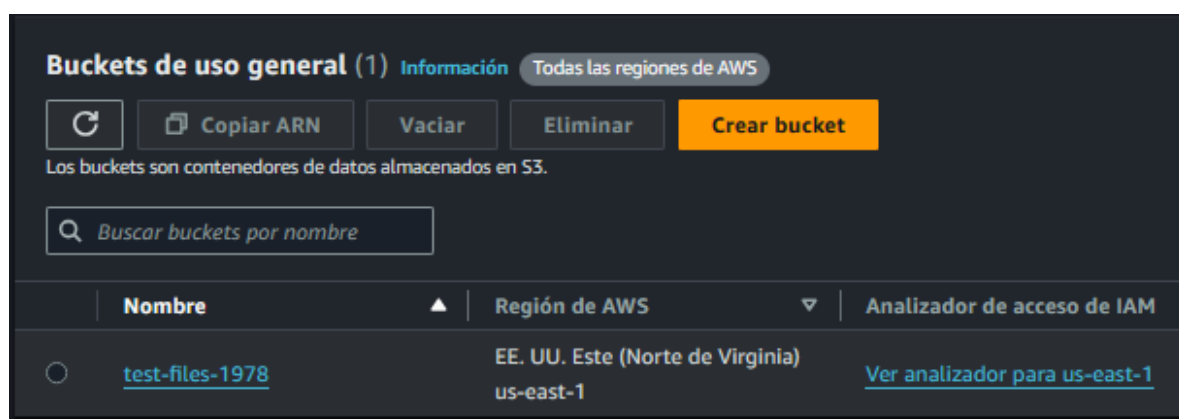 Buckets de uso general (1) Información Todas las regiones de AWS
Copiar ARN Vaciar Eliminar Crear bucket
Los buckets son contenedores de datos almacenados en S3.
Buscar buckets por nombre
Nombre Región de AWS Analizador de acceso de IAM
test-files-1978 EE. UU. Este (Norte de Virginia) Ver analizador para us-east-1
us-east-1